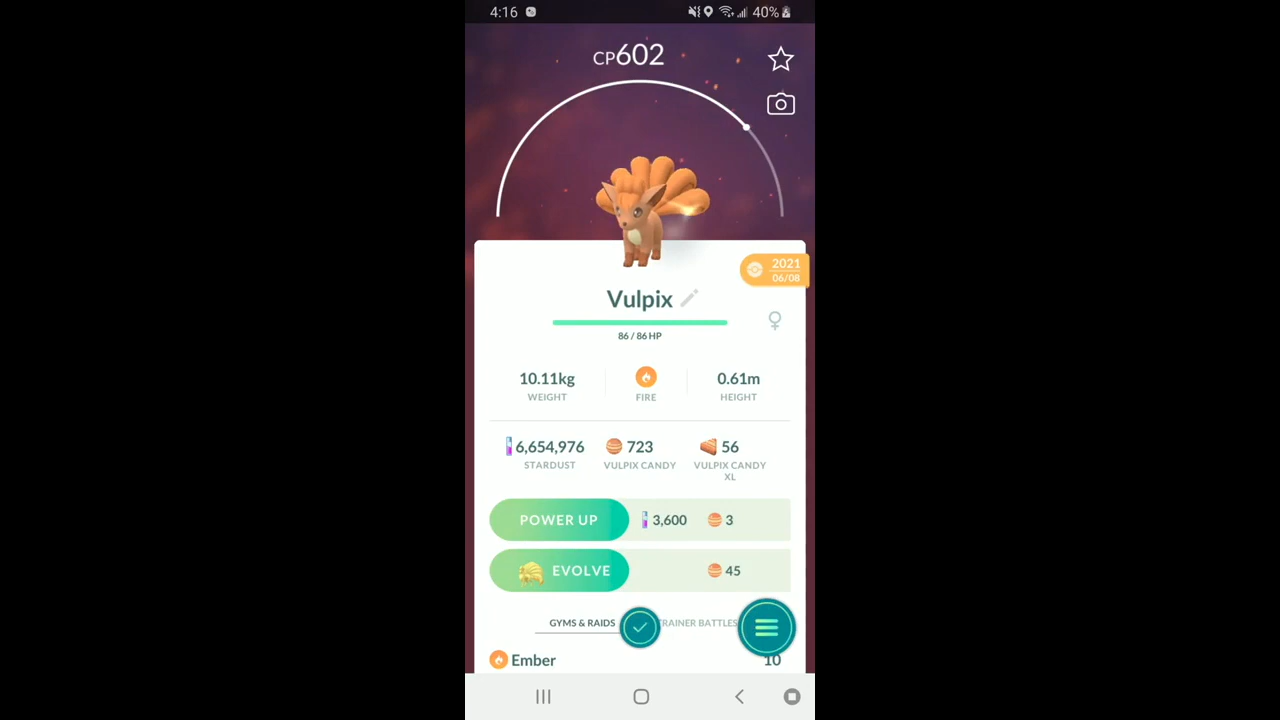 4:16 40%
CP602
2021
06/08
Vulpix
86 / 86 HP
10.11kg 0.61m
WEIGHT FIRE HEIGHT
6,654,976 723 56
STARDUST VULPIX CANDY VULPIX CANDY
XL
POWER UP 3,600 3
EVOLVE 45
GYMS & RAIDS TRAINER BATTLES
Ember 10